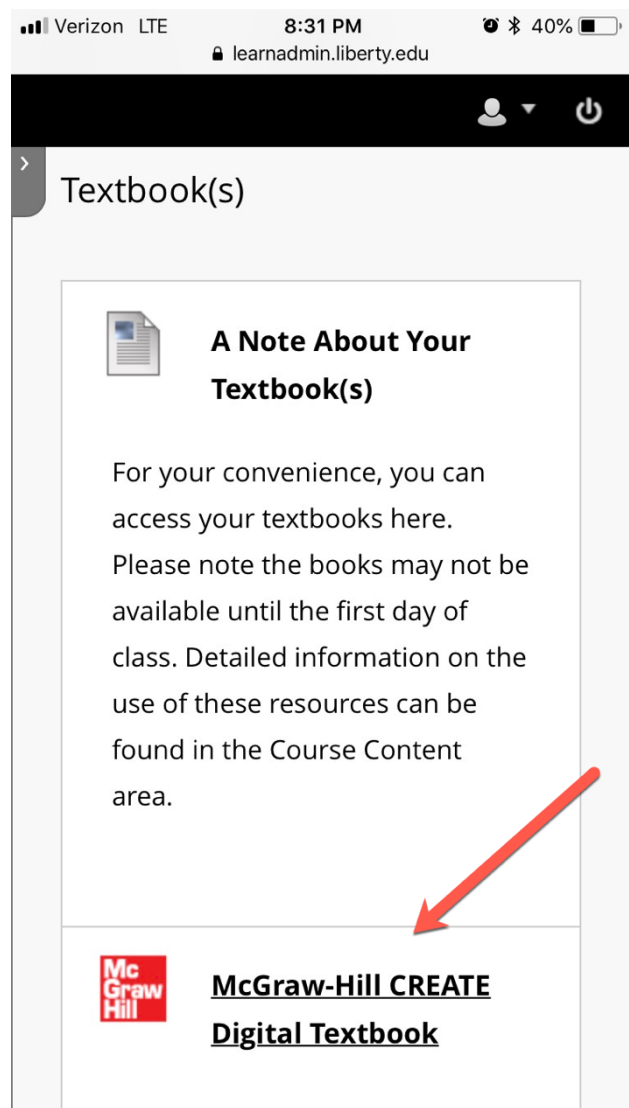 Verizon LTE 8:31 PM 40%
learnadmin.liberty.edu
Textbook(s)
A Note About Your
Textbook(s)
For your convenience, you can
access your textbooks here.
Please note the books may not be
available until the first day of
class. Detailed information on the
use of these resources can be
found in the Course Content
area.
Mc
Graw
Hill
McGraw-Hill CREATE
Digital Textbook